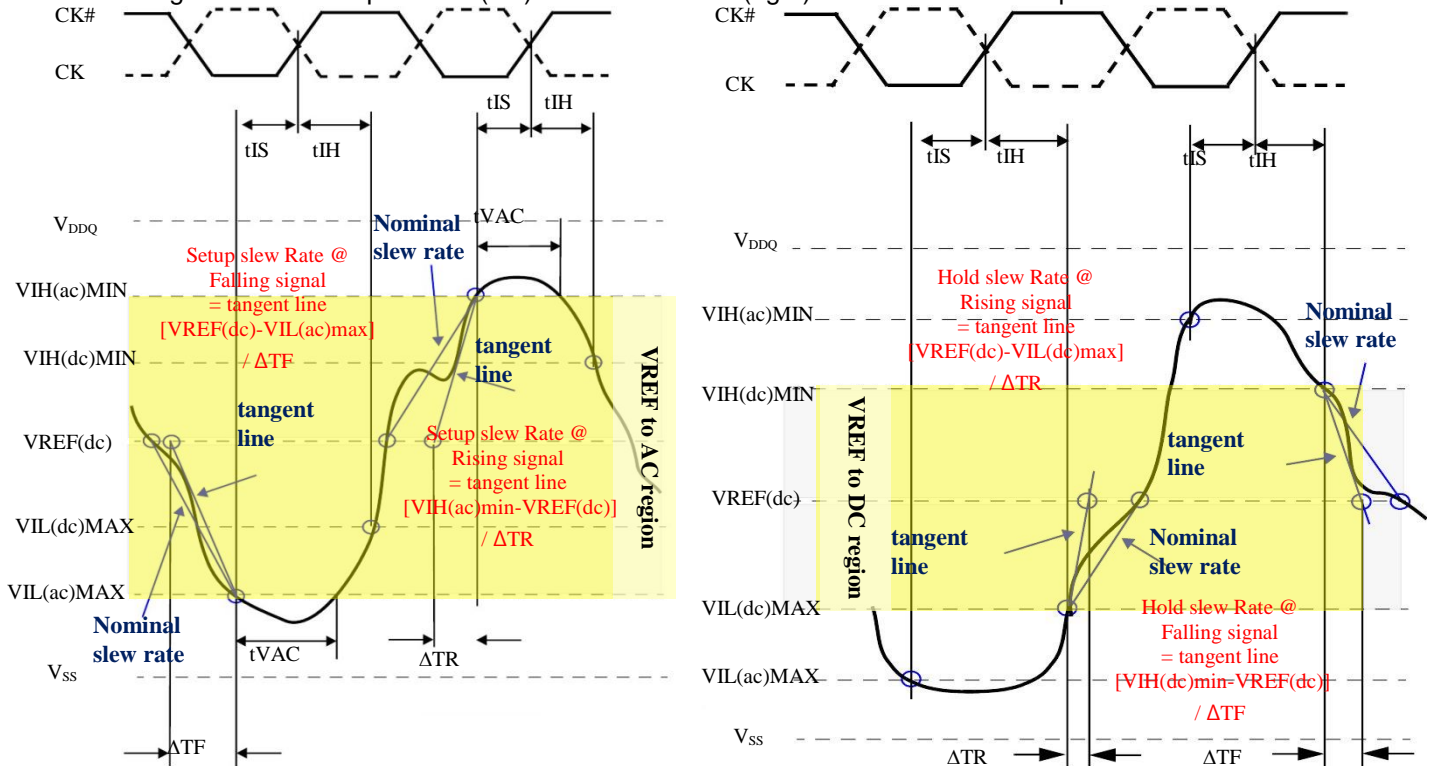 CK#
CK
tIS
tIH
tIS
tIH
VDDQ
Nominal
slew rate
tVAC
Setup slew Rate @
Falling signal
= tangent line
[VREF(dc)-VIL(ac)max]
/ ΔTF
VIH(ac)MIN
VIH(dc)MIN
tangent
line
tangent
line
VREF(dc)
Setup slew Rate @
Rising signal
= tangent line
[VIH(ac)min-VREF(dc)]
/ ΔTR
VREF to AC region
VIL(dc)MAX
VIL(ac)MAX
Nominal
slew rate
tVAC
ΔTR
VSS
ΔTF
CK#
CK
tIS
tIH
tIS
tIH
VDDQ
Hold slew Rate @
Rising signal
= tangent line
[VREF(dc)-VIL(dc)max]
/ ΔTR
VIH(ac)MIN
Nominal
slew rate
VIH(dc)MIN
tangent
line
VREF(dc)
VREF to DC region
tangent
line
Nominal
slew rate
VIL(dc)MAX
Hold slew Rate @
Falling signal
= tangent line
[VIH(dc)min-VREF(dc)]
/ ΔTF
VIL(ac)MAX
VSS
ΔTR
ΔTF